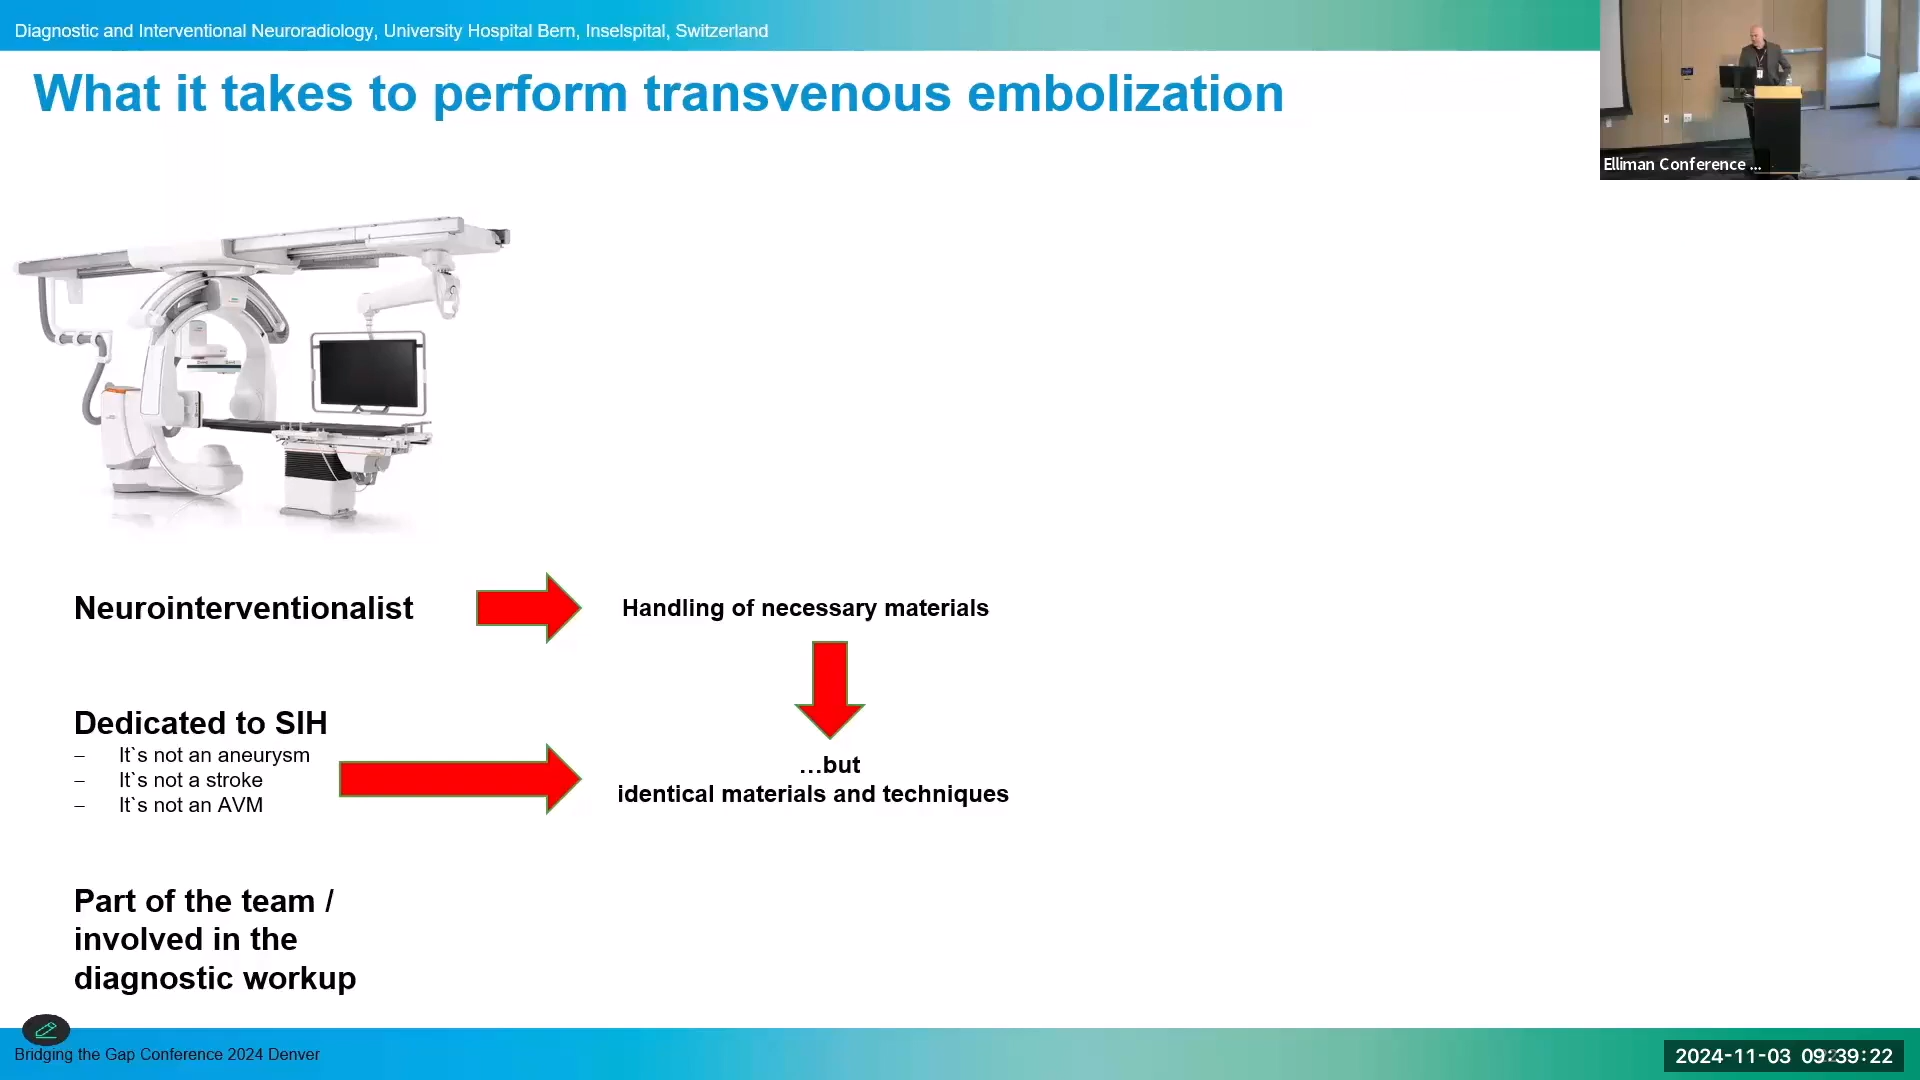 Diagnostic and Interventional Neuroradiology, University Hospital Bern, Inselspital, Switzerland
What it takes to perform transvenous embolization
Elliman Conference ...
Neurointerventionalist
Handling of necessary materials
Dedicated to SIH
– It`s not an aneurysm
– It`s not a stroke
– It`s not an AVM
...but
identical materials and techniques
Part of the team /
involved in the
diagnostic workup
Bridging the Gap Conference 2024 Denver
2024-11-03 09:39:22